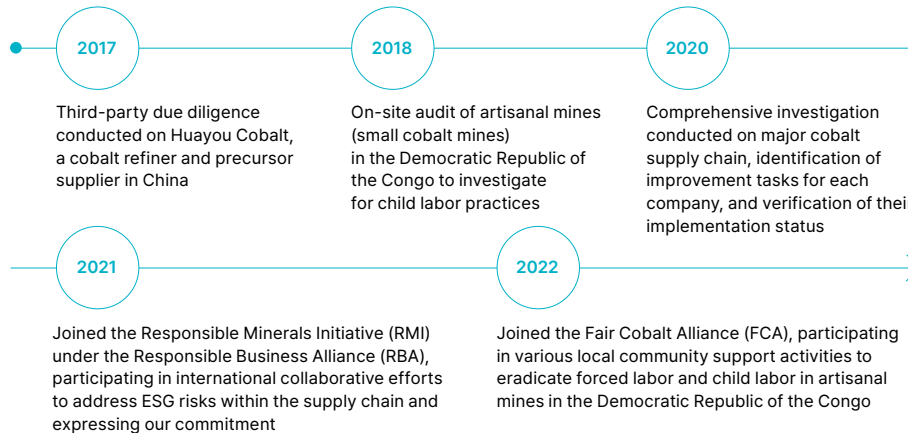 2017
Third-party due diligence
conducted on Huayou Cobalt,
a cobalt refiner and precursor
supplier in China
2018
On-site audit of artisanal mines
(small cobalt mines)
in the Democratic Republic of
the Congo to investigate
for child labor practices
2020
Comprehensive investigation
conducted on major cobalt
supply chain, identification of
improvement tasks for each
company, and verification of their
implementation status
2021
Joined the Responsible Minerals Initiative (RMI)
under the Responsible Business Alliance (RBA),
participating in international collaborative efforts
to address ESG risks within the supply chain and
expressing our commitment
2022
Joined the Fair Cobalt Alliance (FCA), participating
in various local community support activities to
eradicate forced labor and child labor in artisanal
mines in the Democratic Republic of the Congo